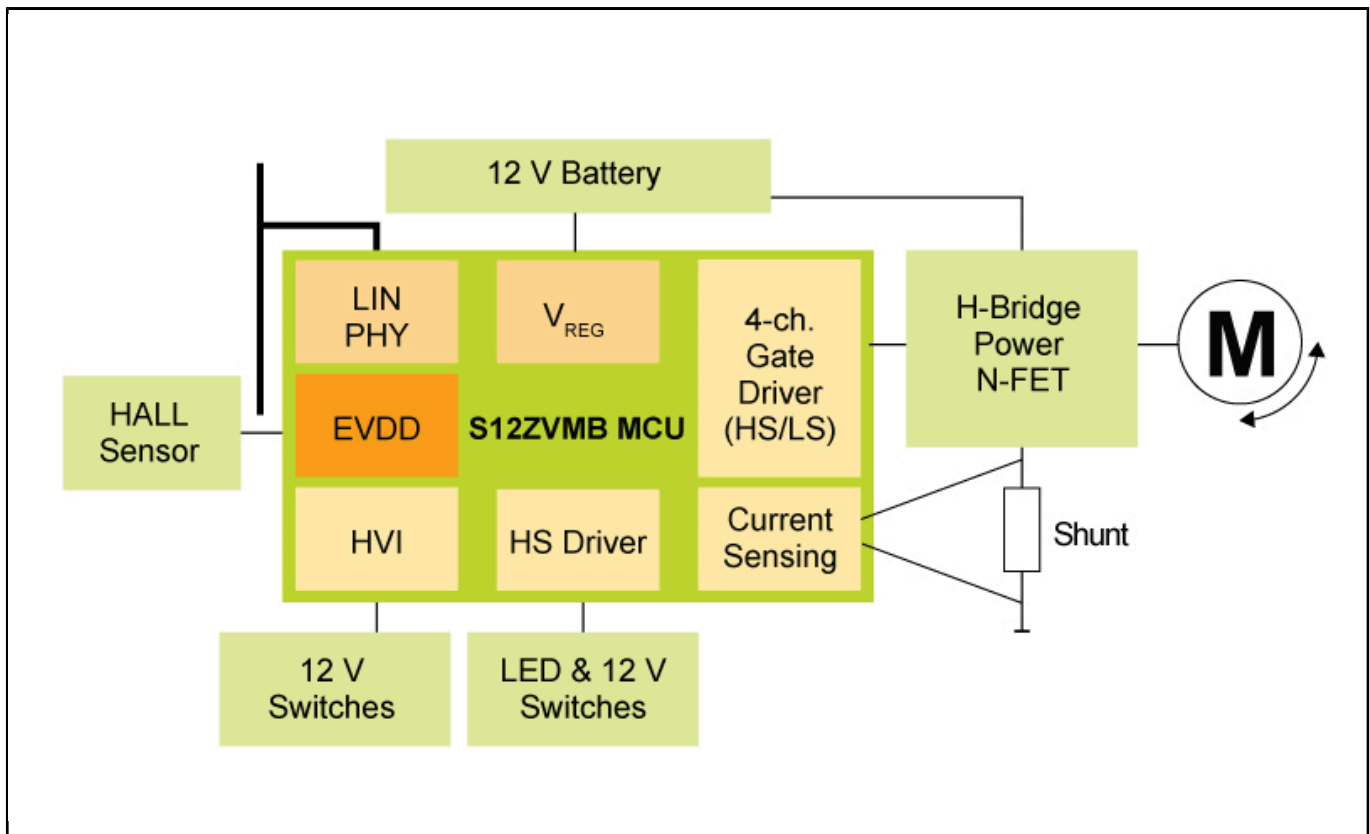 12 V Battery
LIN
PHY
V_REG
4-ch.
Gate
Driver
(HS/LS)
H-Bridge
Power
N-FET
M
HALL
Sensor
EVDD
S12ZVMB MCU
HVI
HS Driver
Current
Sensing
Shunt
12 V
Switches
LED & 12 V
Switches